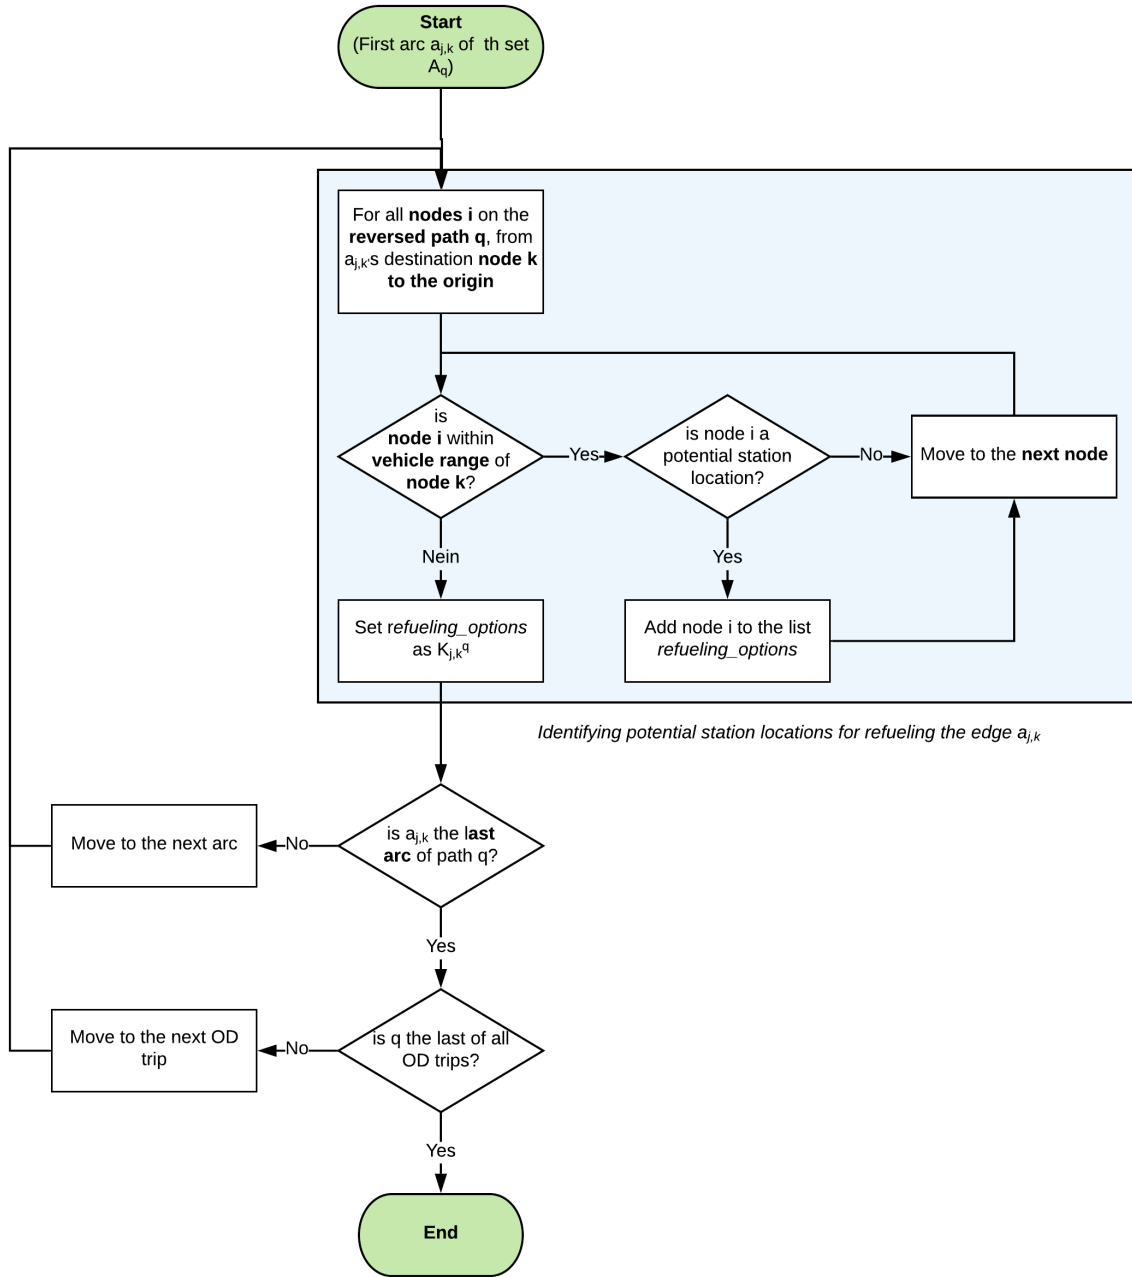 Start
(First arc aj,k of  th set
Aq)
For all nodes i on the
reversed path q, from
aj,k's destination node k
to the origin
is
node i within
vehicle range of
node k?
Yes
is node i a
potential station
location?
No
Move to the next node
Nein
Yes
Set refueling_options
as Kj,kq
Add node i to the list
refueling_options
Identifying potential station locations for refueling the edge aj,k
Move to the next arc
No
is aj,k the last
arc of path q?
Yes
Move to the next OD
trip
No
is q the last of all
OD trips?
Yes
End